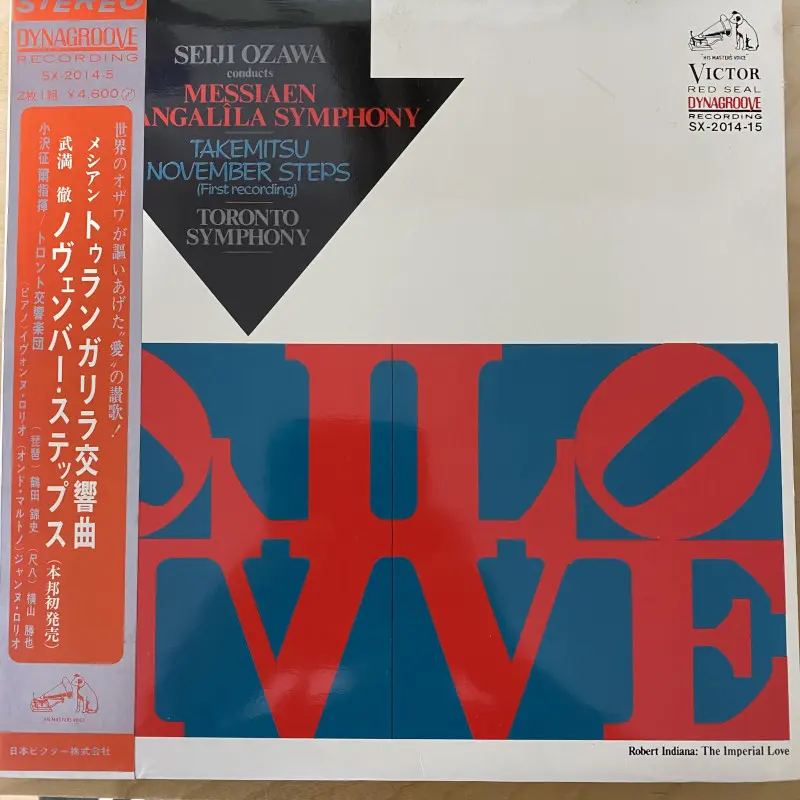 STEREO
DYNAGROOVE
RECORDING
SX-2014-5
2枚1組 ¥4,600
世界のオザワが謳いあげた“愛”の讃歌!
メシアン トゥランガリラ交響曲
武満 徹 ノヴェンバー・ステップス (本邦初発売)
小沢征爾指揮/トロント交響楽団
(ピアノ)イヴォンヌ・ロリオ (オンド・マルトノ)ジャンヌ・ロリオ
(琵琶)鶴田 錦史 (尺八)横山 勝也
"HIS MASTER'S VOICE"
日本ビクター株式会社
SEIJI OZAWA
conducts
MESSIAEN
ANGALÎLA SYMPHONY
TAKEMITSU
NOVEMBER STEPS
(First recording)
TORONTO
SYMPHONY
"HIS MASTER'S VOICE"
VICTOR
RED SEAL
DYNAGROOVE
RECORDING
SX-2014-15
LO
VE
Robert Indiana: The Imperial Love